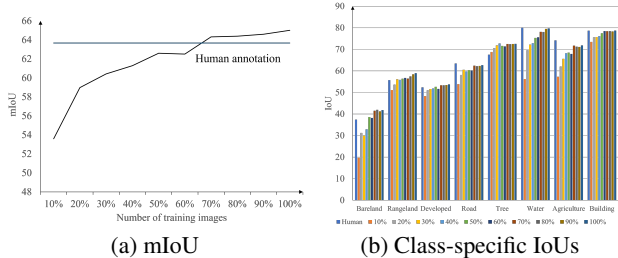 66
64
62
60
58
56
54
52
50
48
mIoU
Human annotation
10% 20% 30% 40% 50% 60% 70% 80% 90% 100%
Number of training images
(a) mIoU
90
80
70
60
50
40
30
20
10
0
IoU
Bareland Rangeland Developed Road Tree Water Agriculture Building
Human 10% 20% 30% 40% 50% 60% 70% 80% 90% 100%
(b) Class-specific IoUs